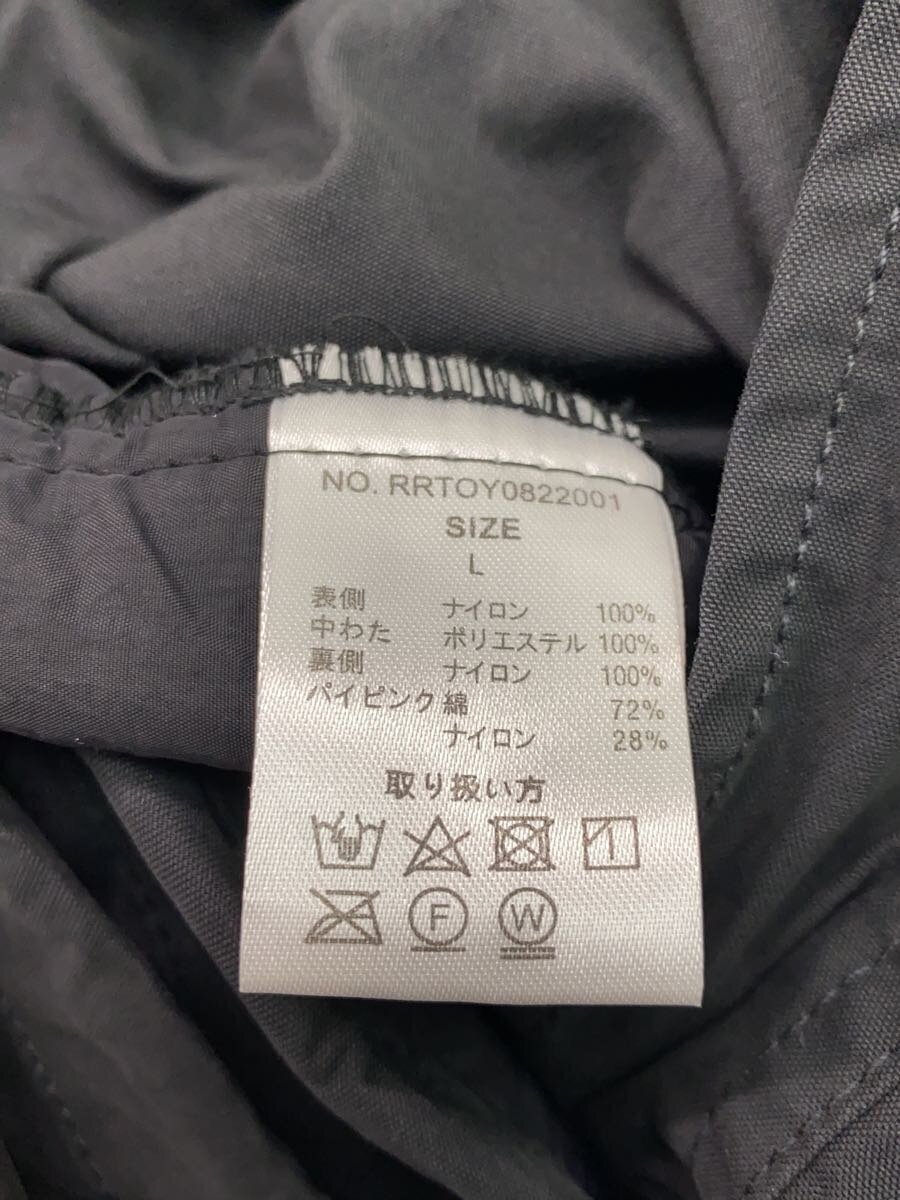 NO. RRTOY0822001
SIZE
L
表側 ナイロン 100%
中わた ポリエステル 100%
裏側 ナイロン 100%
パイピンク 綿 72%
ナイロン 28%
取り扱い方
F W